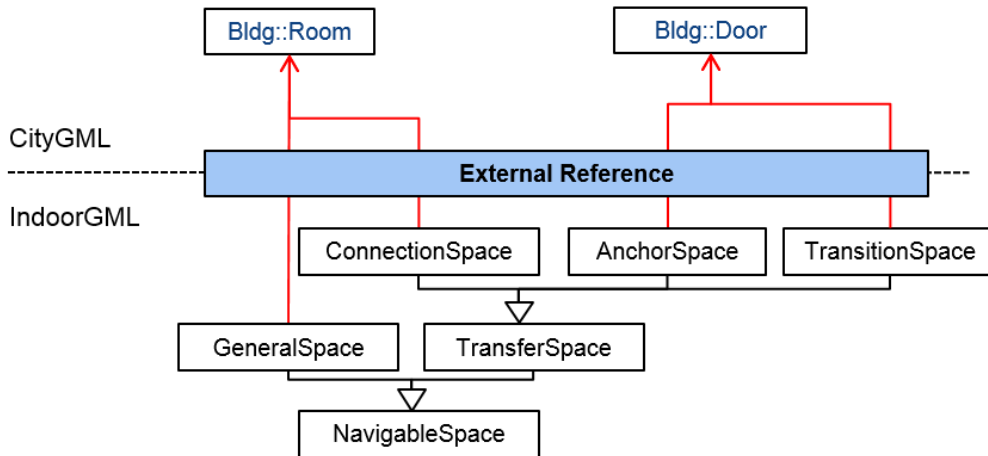 Bldg::Room
Bldg::Door
CityGML
External Reference
IndoorGML
ConnectionSpace
AnchorSpace
TransitionSpace
GeneralSpace
TransferSpace
NavigableSpace